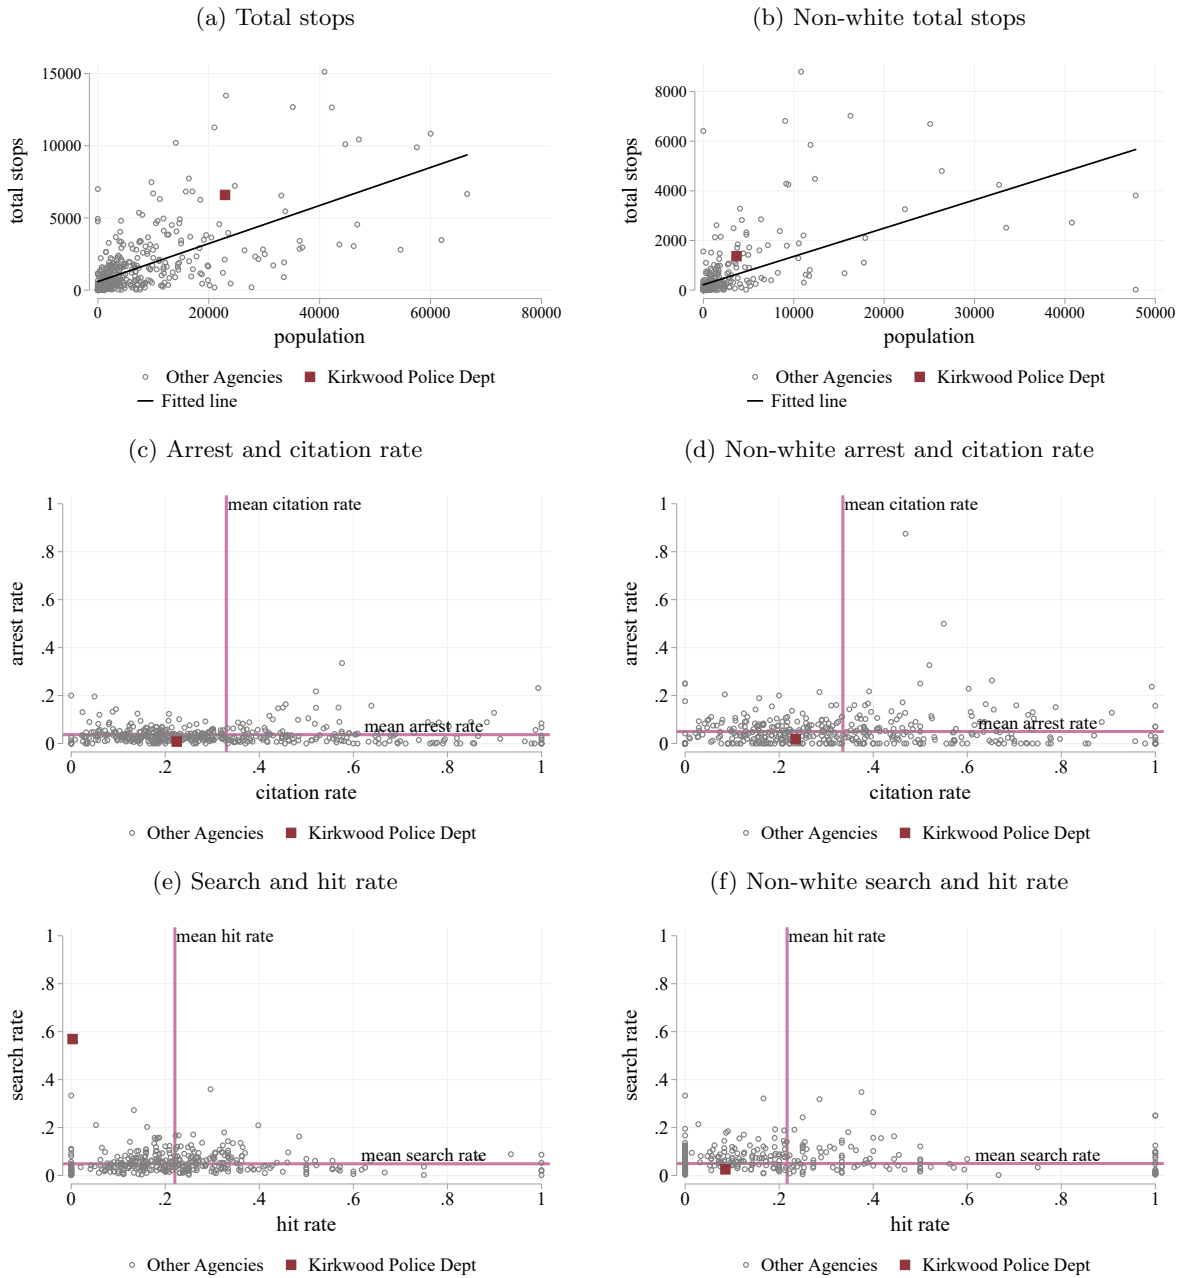 (a) Total stops
(b) Non-white total stops
total stops
15000
10000
5000
0
0 20000 40000 60000 80000
population
Other Agencies Kirkwood Police Dept
Fitted line
total stops
8000
6000
4000
2000
0
0 10000 20000 30000 40000 50000
population
Other Agencies Kirkwood Police Dept
Fitted line
(c) Arrest and citation rate
(d) Non-white arrest and citation rate
arrest rate
1
.8
.6
.4
.2
0
mean citation rate
mean arrest rate
0 .2 .4 .6 .8 1
citation rate
Other Agencies Kirkwood Police Dept
arrest rate
1
.8
.6
.4
.2
0
mean citation rate
mean arrest rate
0 .2 .4 .6 .8 1
citation rate
Other Agencies Kirkwood Police Dept
(e) Search and hit rate
(f) Non-white search and hit rate
search rate
1
.8
.6
.4
.2
0
mean hit rate
mean search rate
0 .2 .4 .6 .8 1
hit rate
Other Agencies Kirkwood Police Dept
search rate
1
.8
.6
.4
.2
0
mean hit rate
mean search rate
0 .2 .4 .6 .8 1
hit rate
Other Agencies Kirkwood Police Dept